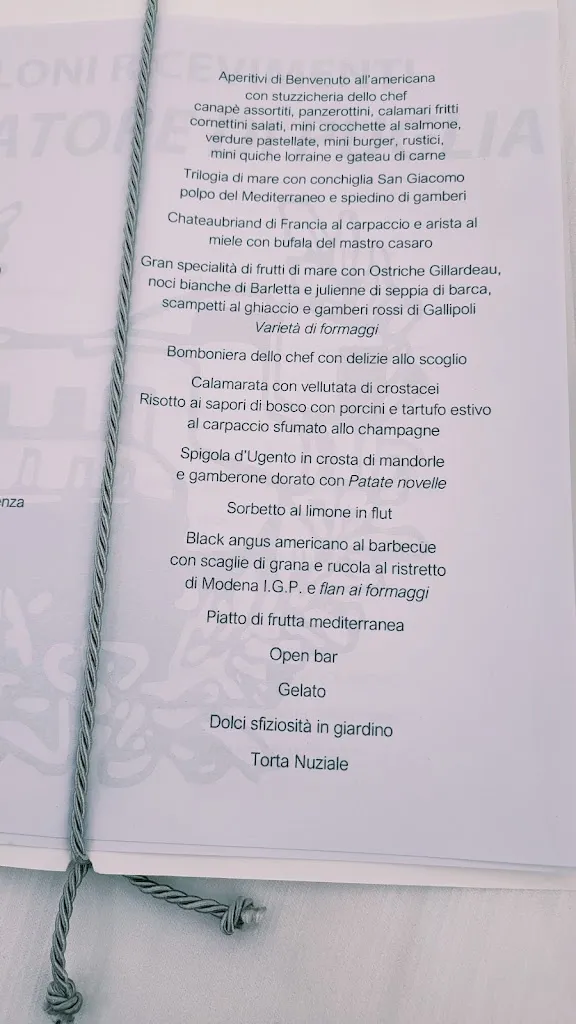 LONI RICEVIMENTI
Aperitivi di Benvenuto all'americana
con stuzzicheria dello chef
canapè assortiti, panzerottini, calamari fritti
cornettini salati, mini crocchette al salmone,
verdure pastellate, mini burger, rustici,
mini quiche lorraine e gateau di carne
Trilogia di mare con conchiglia San Giacomo
polpo del Mediterraneo e spiedino di gamberi
Chateaubriand di Francia al carpaccio e arista al
miele con bufala del mastro casaro
Gran specialità di frutti di mare con Ostriche Gillardeau,
noci bianche di Barletta e julienne di seppia di barca,
scampetti al ghiaccio e gamberi rossi di Gallipoli
Varietà di formaggi
Bomboniera dello chef con delizie allo scoglio
Calamarata con vellutata di crostacei
Risotto ai sapori di bosco con porcini e tartufo estivo
al carpaccio sfumato allo champagne
Spigola d'Ugento in crosta di mandorle
e gamberone dorato con Patate novelle
enza
Sorbetto al limone in flut
Black angus americano al barbecue
con scaglie di grana e rucola al ristretto
di Modena I.G.P. e flan ai formaggi
Piatto di frutta mediterranea
Open bar
Gelato
Dolci sfiziosità in giardino
Torta Nuziale